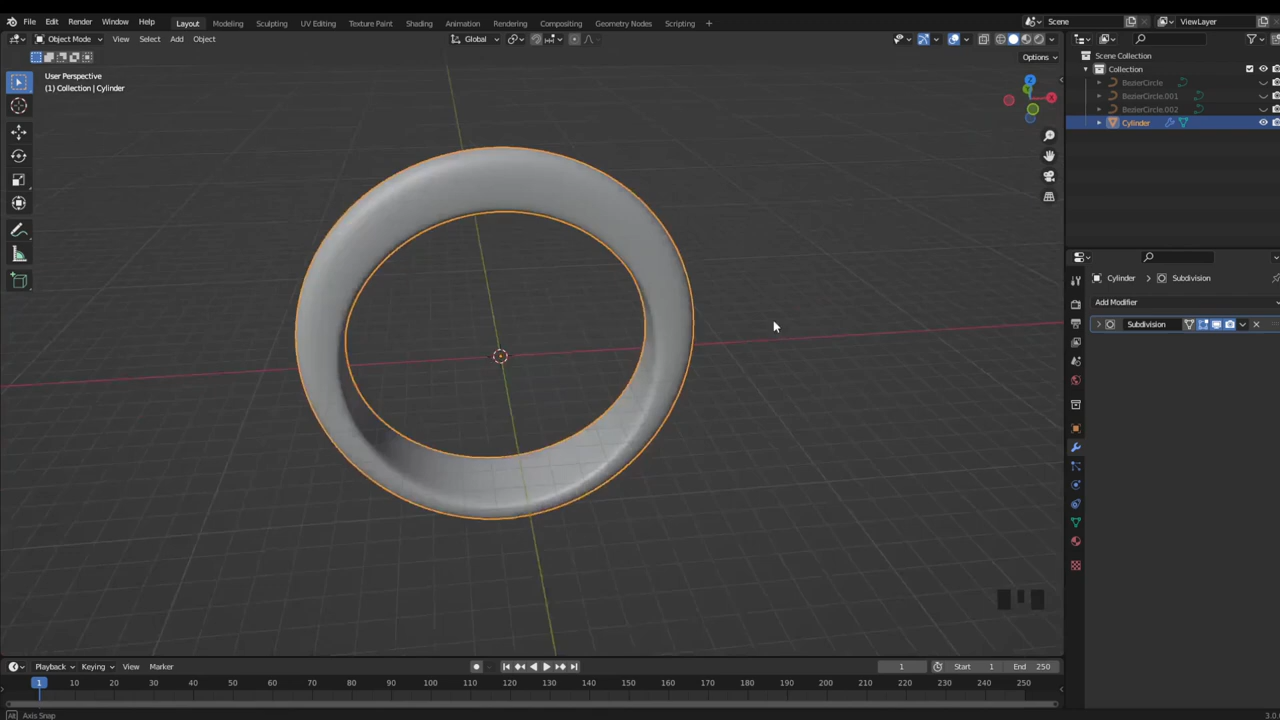 File Edit Render Window Help Layout Modeling Sculpting UV Editing Texture Paint Shading Animation Rendering Compositing Geometry Nodes Scripting + Scene ViewLayer
Object Mode View Select Add Object Global
Options
User Perspective
(1) Collection | Cylinder
Scene Collection
Collection
BezierCircle
BezierCircle.001
BezierCircle.002
Cylinder
Z
X
Cylinder > Subdivision
Add Modifier
Subdivision
Playback Keying View Marker 1 Start 1 End 250
1 10 20 30 40 50 60 70 80 90 100 110 120 130 140 150 160 170 180 190 200 210 220 230 240 250
Alt Axis Snap 3.0